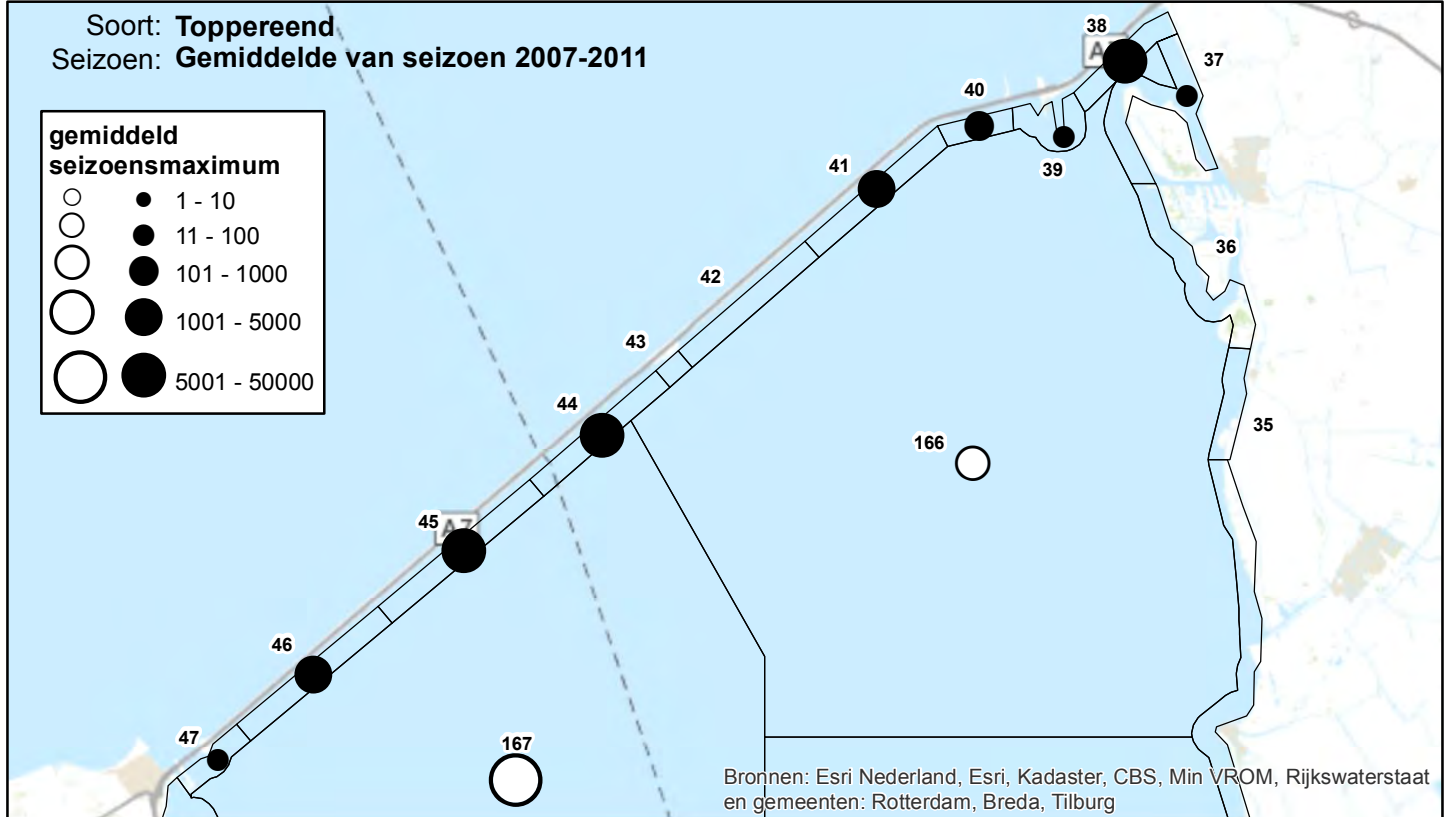 Soort: Toppereend
Seizoen: Gemiddelde van seizoen 2007-2011
gemiddeld
seizoensmaximum
1 - 10
11 - 100
101 - 1000
1001 - 5000
5001 - 50000
38
37
40
39
41
36
42
43
44
35
166
45
A7
46
47
167
Bronnen: Esri Nederland, Esri, Kadaster, CBS, Min VROM, Rijkswaterstaat
en gemeenten: Rotterdam, Breda, Tilburg